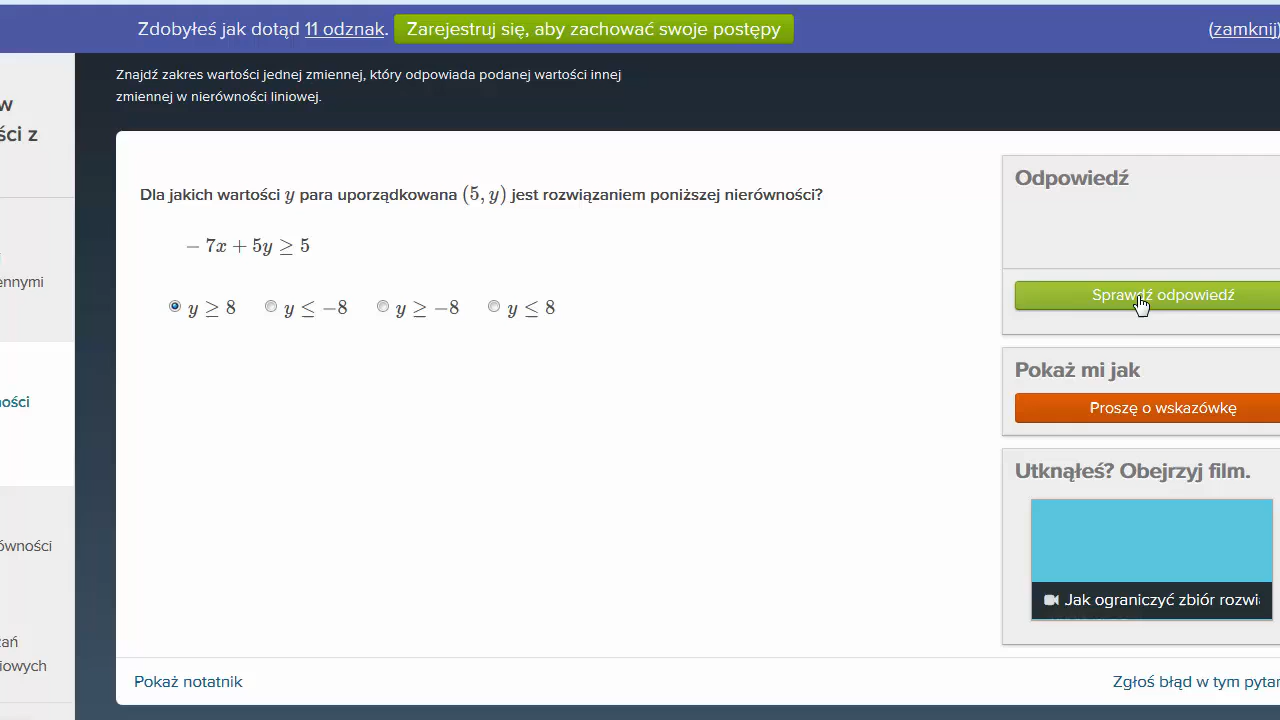 Zdobyłeś jak dotąd 11 odznak. Zarejestruj się, aby zachować swoje postępy (zamknij)
Znajdź zakres wartości jednej zmiennej, który odpowiada podanej wartości innej
zmiennej w nierówności liniowej.
w
ści z
ennymi
ności
ówności
zań
iowych
Dla jakich wartości y para uporządkowana (5, y) jest rozwiązaniem poniższej nierówności?
− 7x + 5y ≥ 5
y ≥ 8 y ≤ −8 y ≥ −8 y ≤ 8
Odpowiedź
Sprawdź odpowiedź
Pokaż mi jak
Proszę o wskazówkę
Utknąłeś? Obejrzyj film.
Jak ograniczyć zbiór rozwi
Pokaż notatnik
Zgłoś błąd w tym pytan